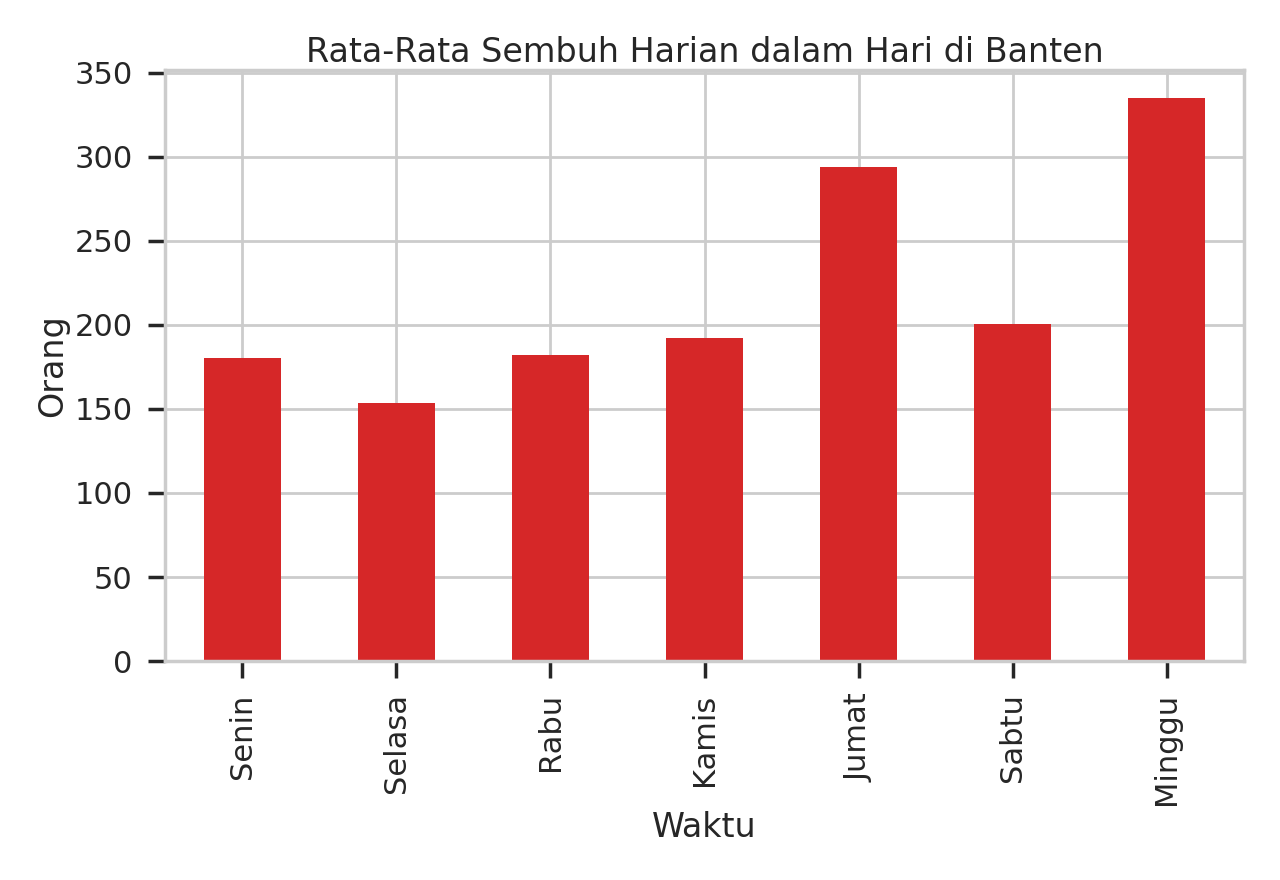 Rata-Rata Sembuh Harian dalam Hari di Banten
350
300
250
200
150
100
50
0
Orang
Senin
Selasa
Rabu
Kamis
Jumat
Sabtu
Minggu
Waktu